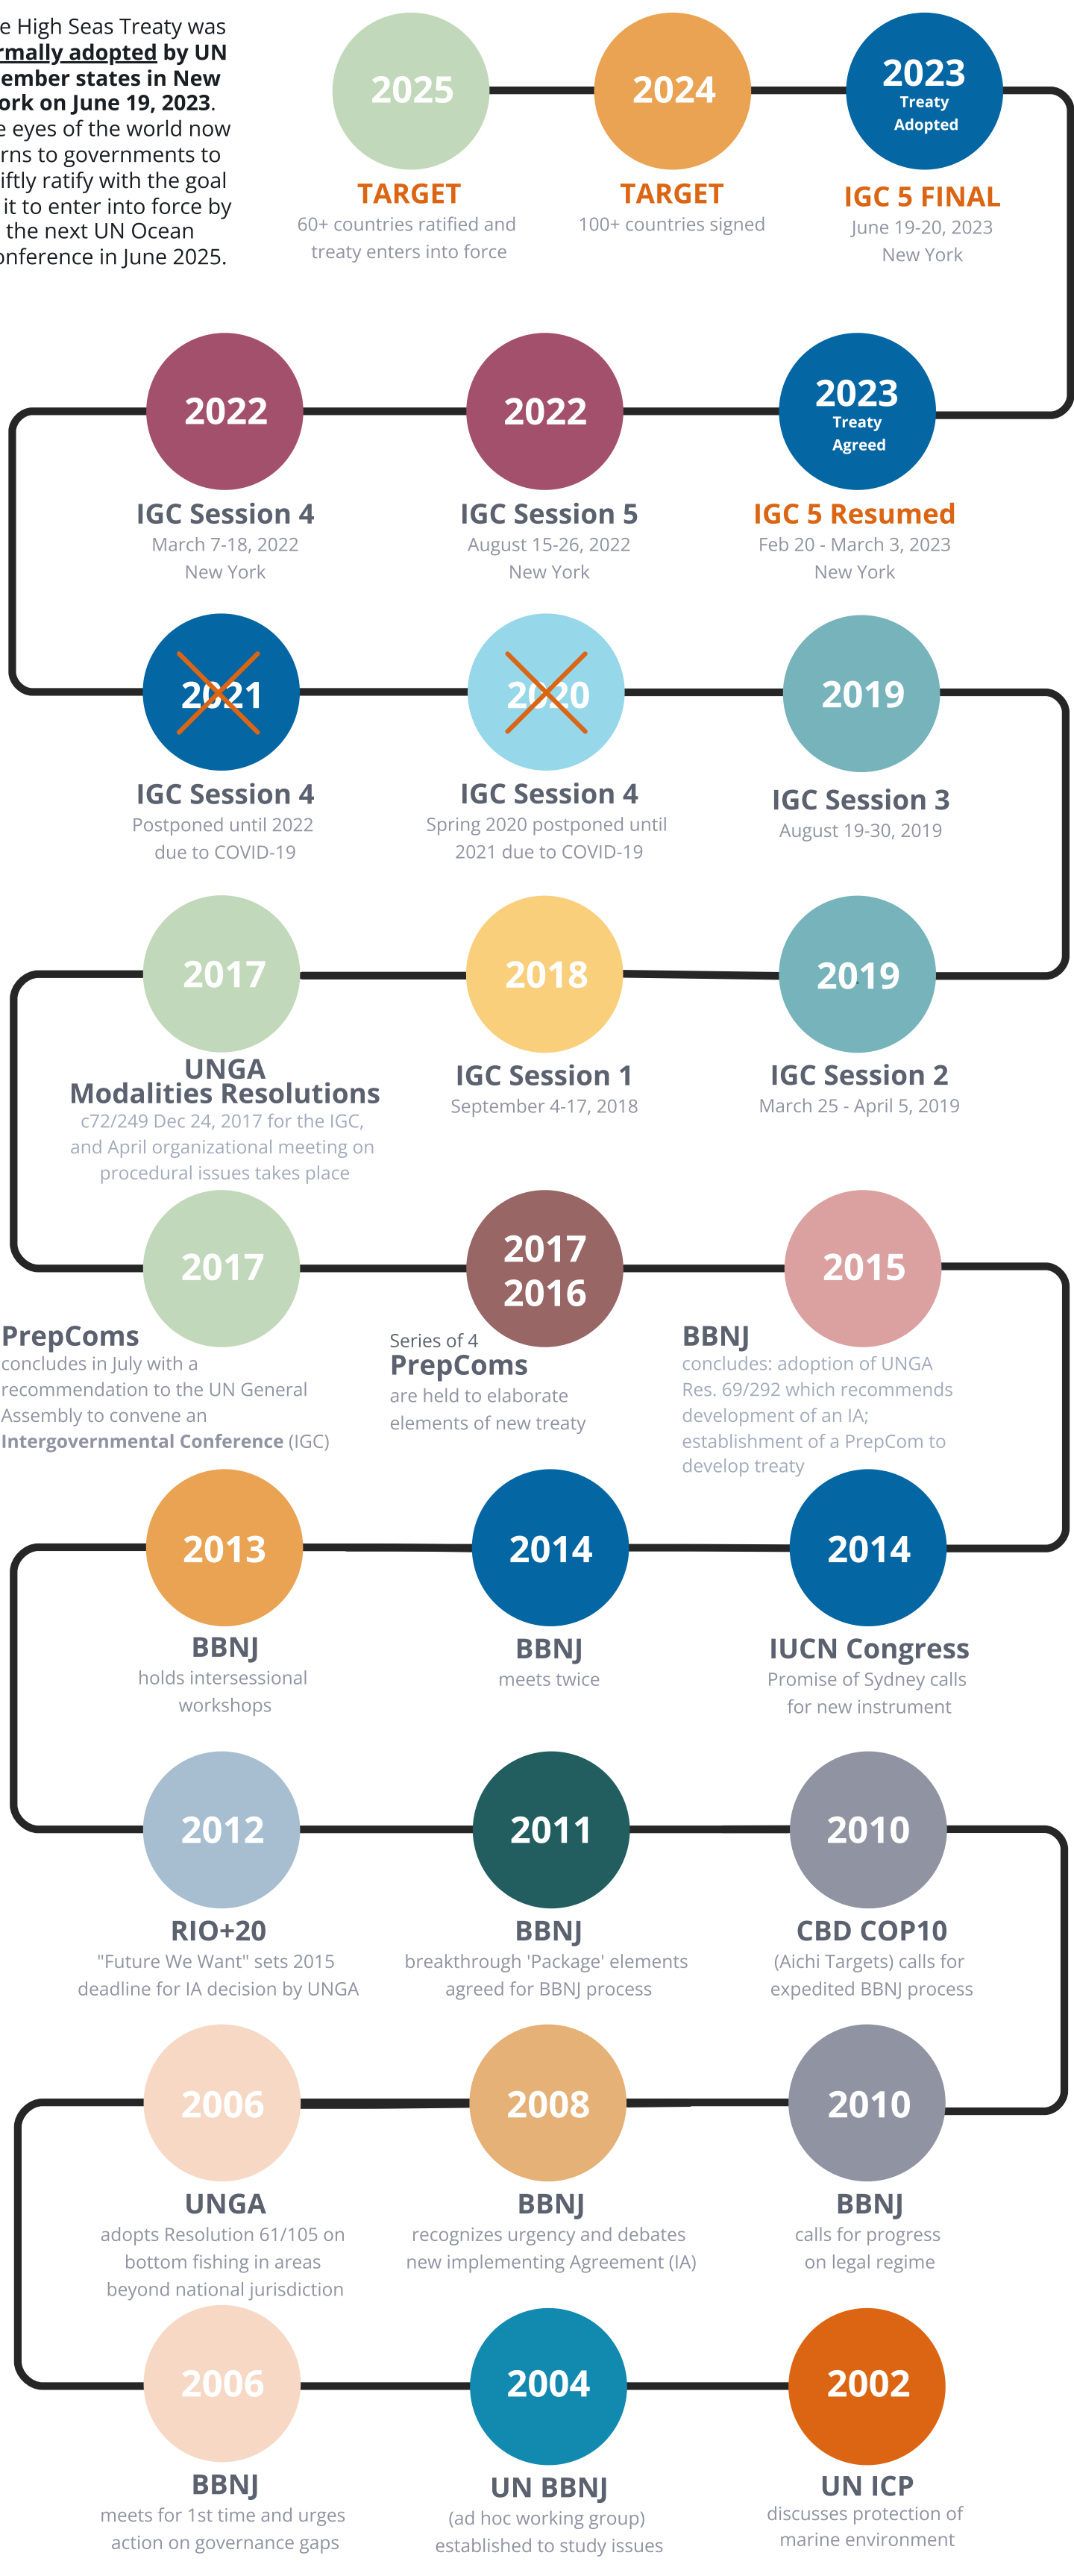 e High Seas Treaty was
rmally adopted by UN
ember states in New
ork on June 19, 2023.
e eyes of the world now
rns to governments to
iftly ratify with the goal
it to enter into force by
the next UN Ocean
onference in June 2025.
2025
TARGET
60+ countries ratified and
treaty enters into force
2024
TARGET
100+ countries signed
2023
Treaty
Adopted
IGC 5 FINAL
June 19-20, 2023
New York
2022
IGC Session 4
March 7-18, 2022
New York
2022
IGC Session 5
August 15-26, 2022
New York
2023
Treaty
Agreed
IGC 5 Resumed
Feb 20 - March 3, 2023
New York
2021
IGC Session 4
Postponed until 2022
due to COVID-19
2020
IGC Session 4
Spring 2020 postponed until
2021 due to COVID-19
2019
IGC Session 3
August 19-30, 2019
2017
UNGA
Modalities Resolutions
c72/249 Dec 24, 2017 for the IGC,
and April organizational meeting on
procedural issues takes place
2018
IGC Session 1
September 4-17, 2018
2019
IGC Session 2
March 25 - April 5, 2019
2017
PrepComs
concludes in July with a
recommendation to the UN General
Assembly to convene an
Intergovernmental Conference (IGC)
2017
2016
Series of 4
PrepComs
are held to elaborate
elements of new treaty
2015
BBNJ
concludes: adoption of UNGA
Res. 69/292 which recommends
development of an IA;
establishment of a PrepCom to
develop treaty
2013
BBNJ
holds intersessional
workshops
2014
BBNJ
meets twice
2014
IUCN Congress
Promise of Sydney calls
for new instrument
2012
RIO+20
"Future We Want" sets 2015
deadline for IA decision by UNGA
2011
BBNJ
breakthrough 'Package' elements
agreed for BBNJ process
2010
CBD COP10
(Aichi Targets) calls for
expedited BBNJ process
2006
UNGA
adopts Resolution 61/105 on
bottom fishing in areas
beyond national jurisdiction
2008
BBNJ
recognizes urgency and debates
new implementing Agreement (IA)
2010
BBNJ
calls for progress
on legal regime
2006
BBNJ
meets for 1st time and urges
action on governance gaps
2004
UN BBNJ
(ad hoc working group)
established to study issues
2002
UN ICP
discusses protection of
marine environment